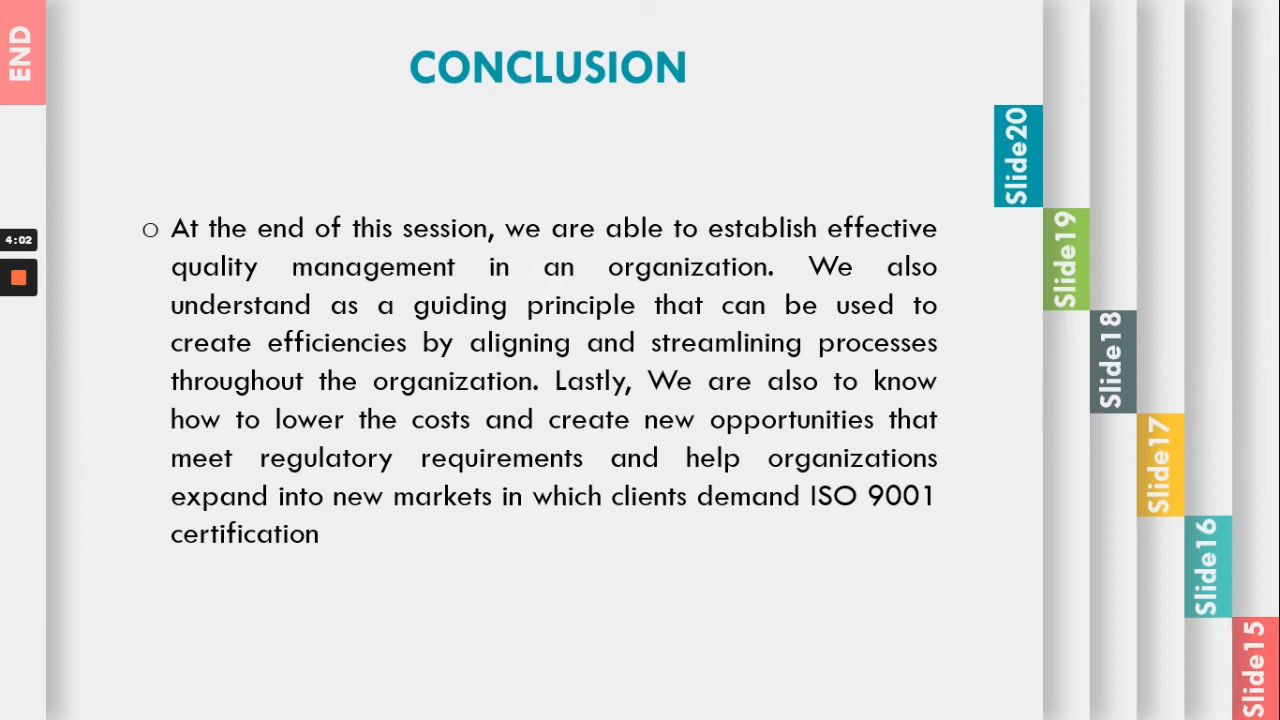 END
CONCLUSION
Slide20
Slide19
Slide18
Slide17
Slide16
Slide15
4:02
o At the end of this session, we are able to establish effective
quality management in an organization. We also
understand as a guiding principle that can be used to
create efficiencies by aligning and streamlining processes
throughout the organization. Lastly, We are also to know
how to lower the costs and create new opportunities that
meet regulatory requirements and help organizations
expand into new markets in which clients demand ISO 9001
certification